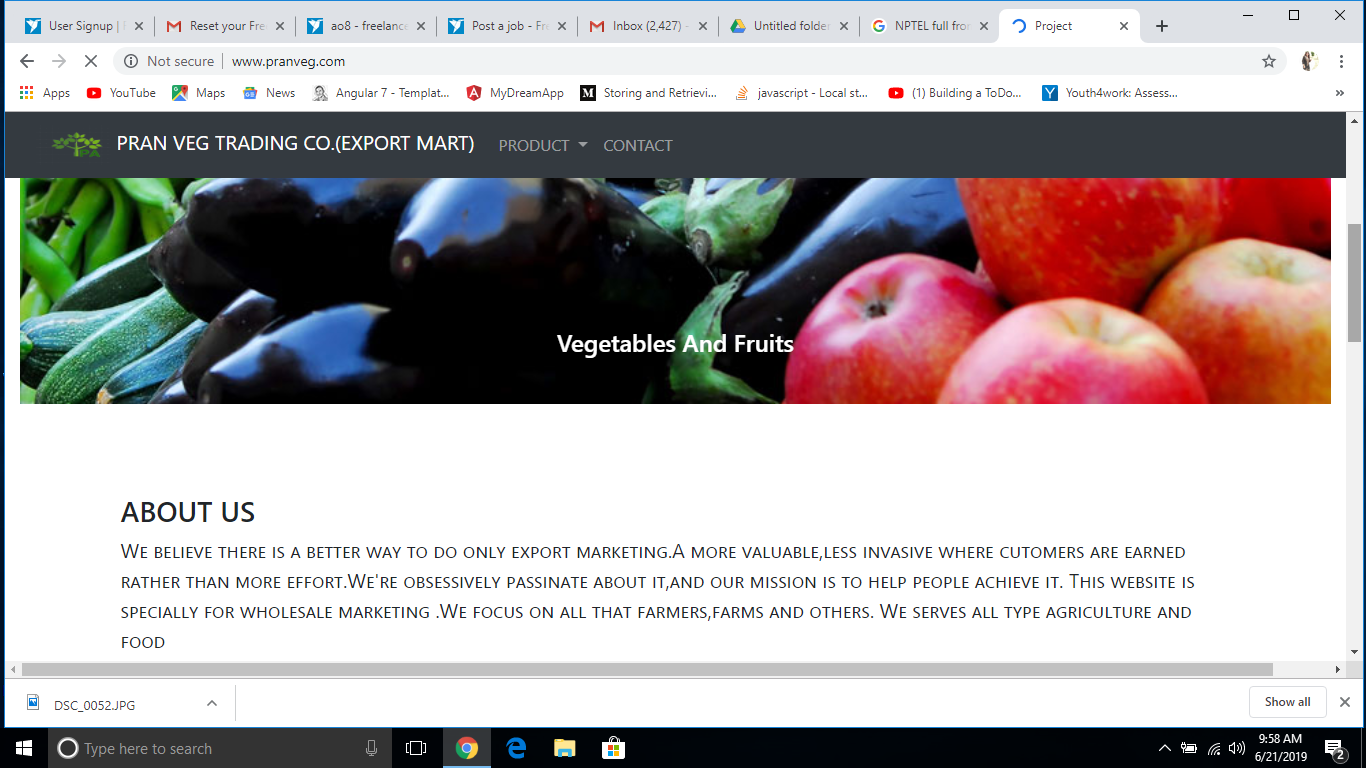 User Signup |
Reset your Fre
ao8 - freelance
Post a job - Fre
Inbox (2,427) -
Untitled folder
NPTEL full fron
Project
Not secure | www.pranveg.com
Apps
YouTube
Maps
News
Angular 7 - Templat...
MyDreamApp
Storing and Retrievi...
javascript - Local st...
(1) Building a ToDo...
Youth4work: Assess...
»
PRAN VEG TRADING CO.(EXPORT MART)
PRODUCT
CONTACT
Vegetables And Fruits
ABOUT US
We believe there is a better way to do only export marketing.A more valuable,less invasive where cutomers are earned
rather than more effort.We're obsessively passinate about it,and our mission is to help people achieve it. This website is
specially for wholesale marketing .We focus on all that farmers,farms and others. We serves all type agriculture and
food
DSC_0052.JPG
Show all
Type here to search
9:58 AM
6/21/2019
2